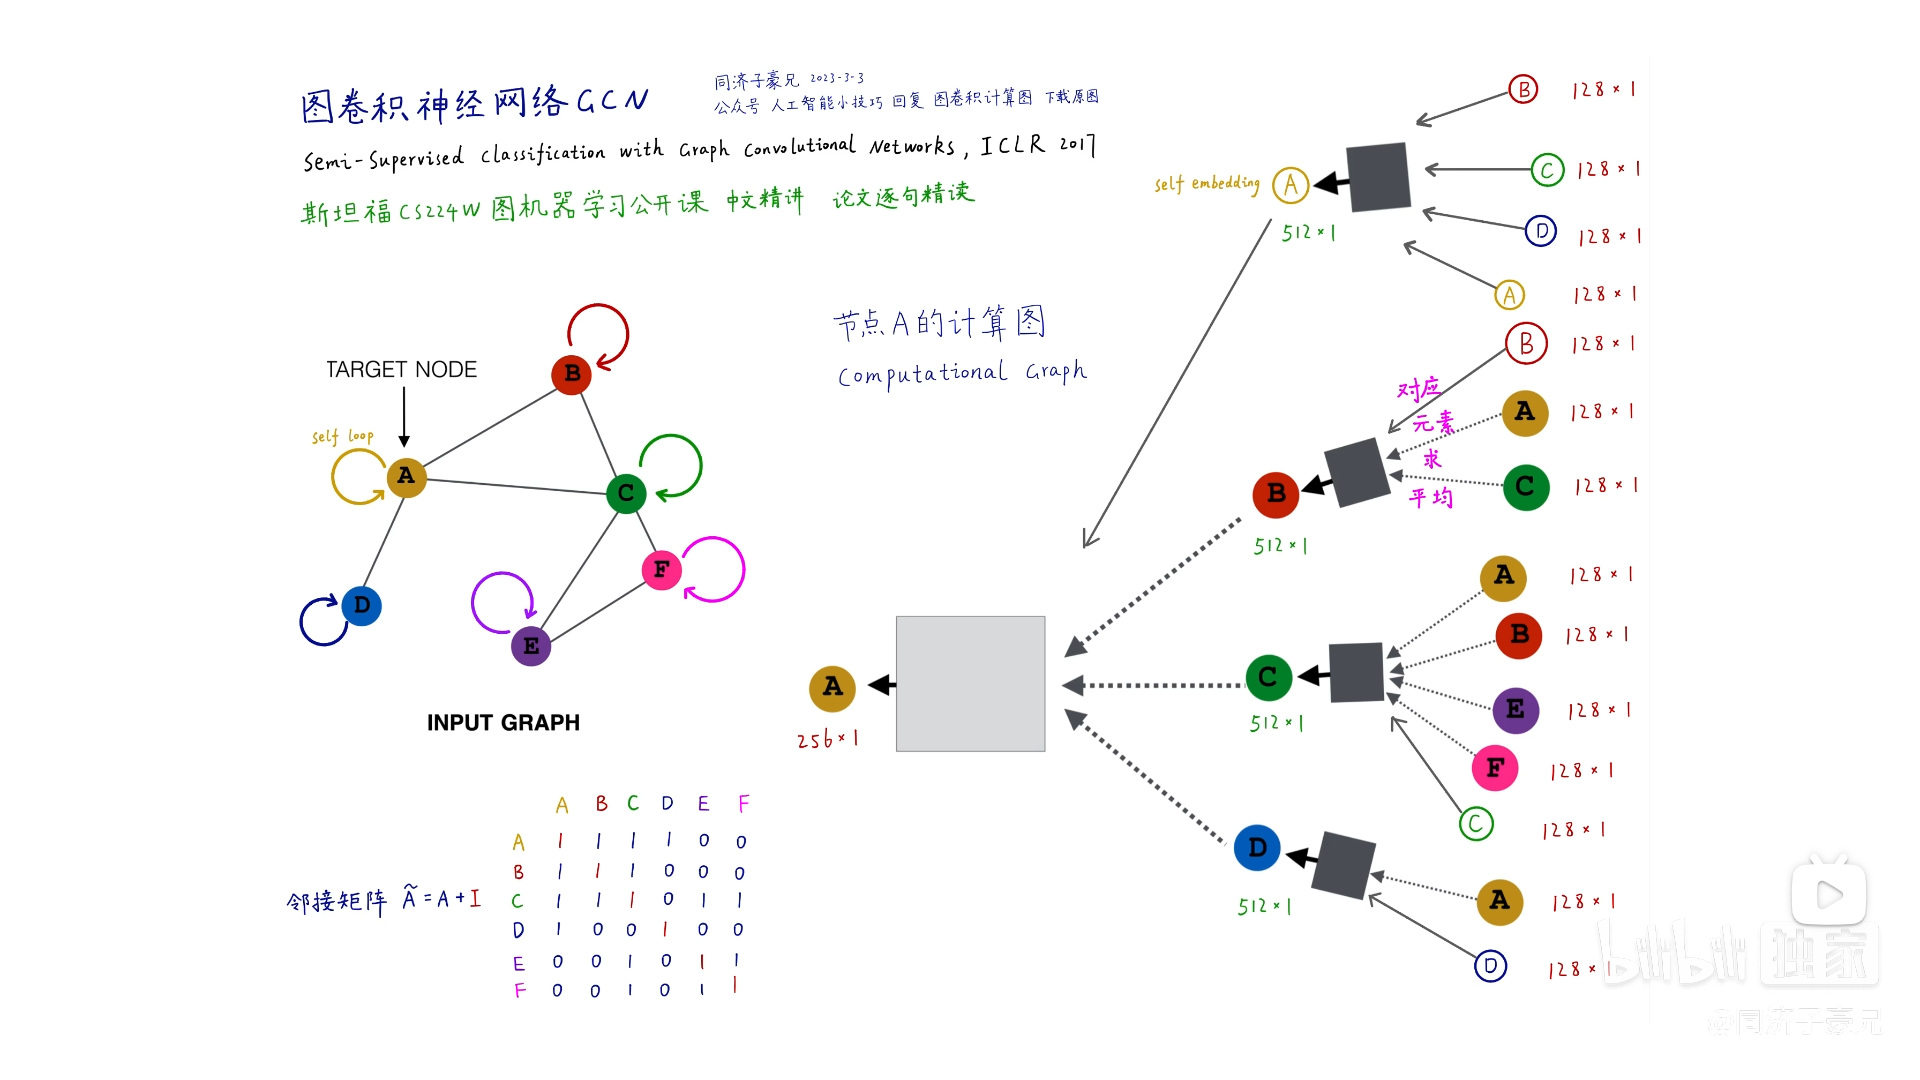 图卷积神经网络GCN
同济子豪兄 2023-3-3
公众号 人工智能小技巧 回复 图卷积计算图 下载原图
Semi-Supervised Classification with Graph Convolutional Networks, ICLR 2017
斯坦福CS224W图机器学习公开课 中文精讲 论文逐句精读
TARGET NODE
self loop
A
B
C
D
E
F
INPUT GRAPH
邻接矩阵 Ã=A+I
A B C D E F
A 1 1 1 1 0 0
B 1 1 1 0 0 0
C 1 1 1 0 1 1
D 1 0 0 1 0 0
E 0 0 1 0 1 1
F 0 0 1 0 1 1
节点A的计算图
Computational Graph
A
256×1
self embedding A
512×1
B 128×1
C 128×1
D 128×1
A 128×1
B
512×1
对应
元素
求
平均
B 128×1
A 128×1
C 128×1
C
512×1
A 128×1
B 128×1
E 128×1
F 128×1
C 128×1
D
512×1
A 128×1
D 128×1
bilibili 独家
@同济子豪兄